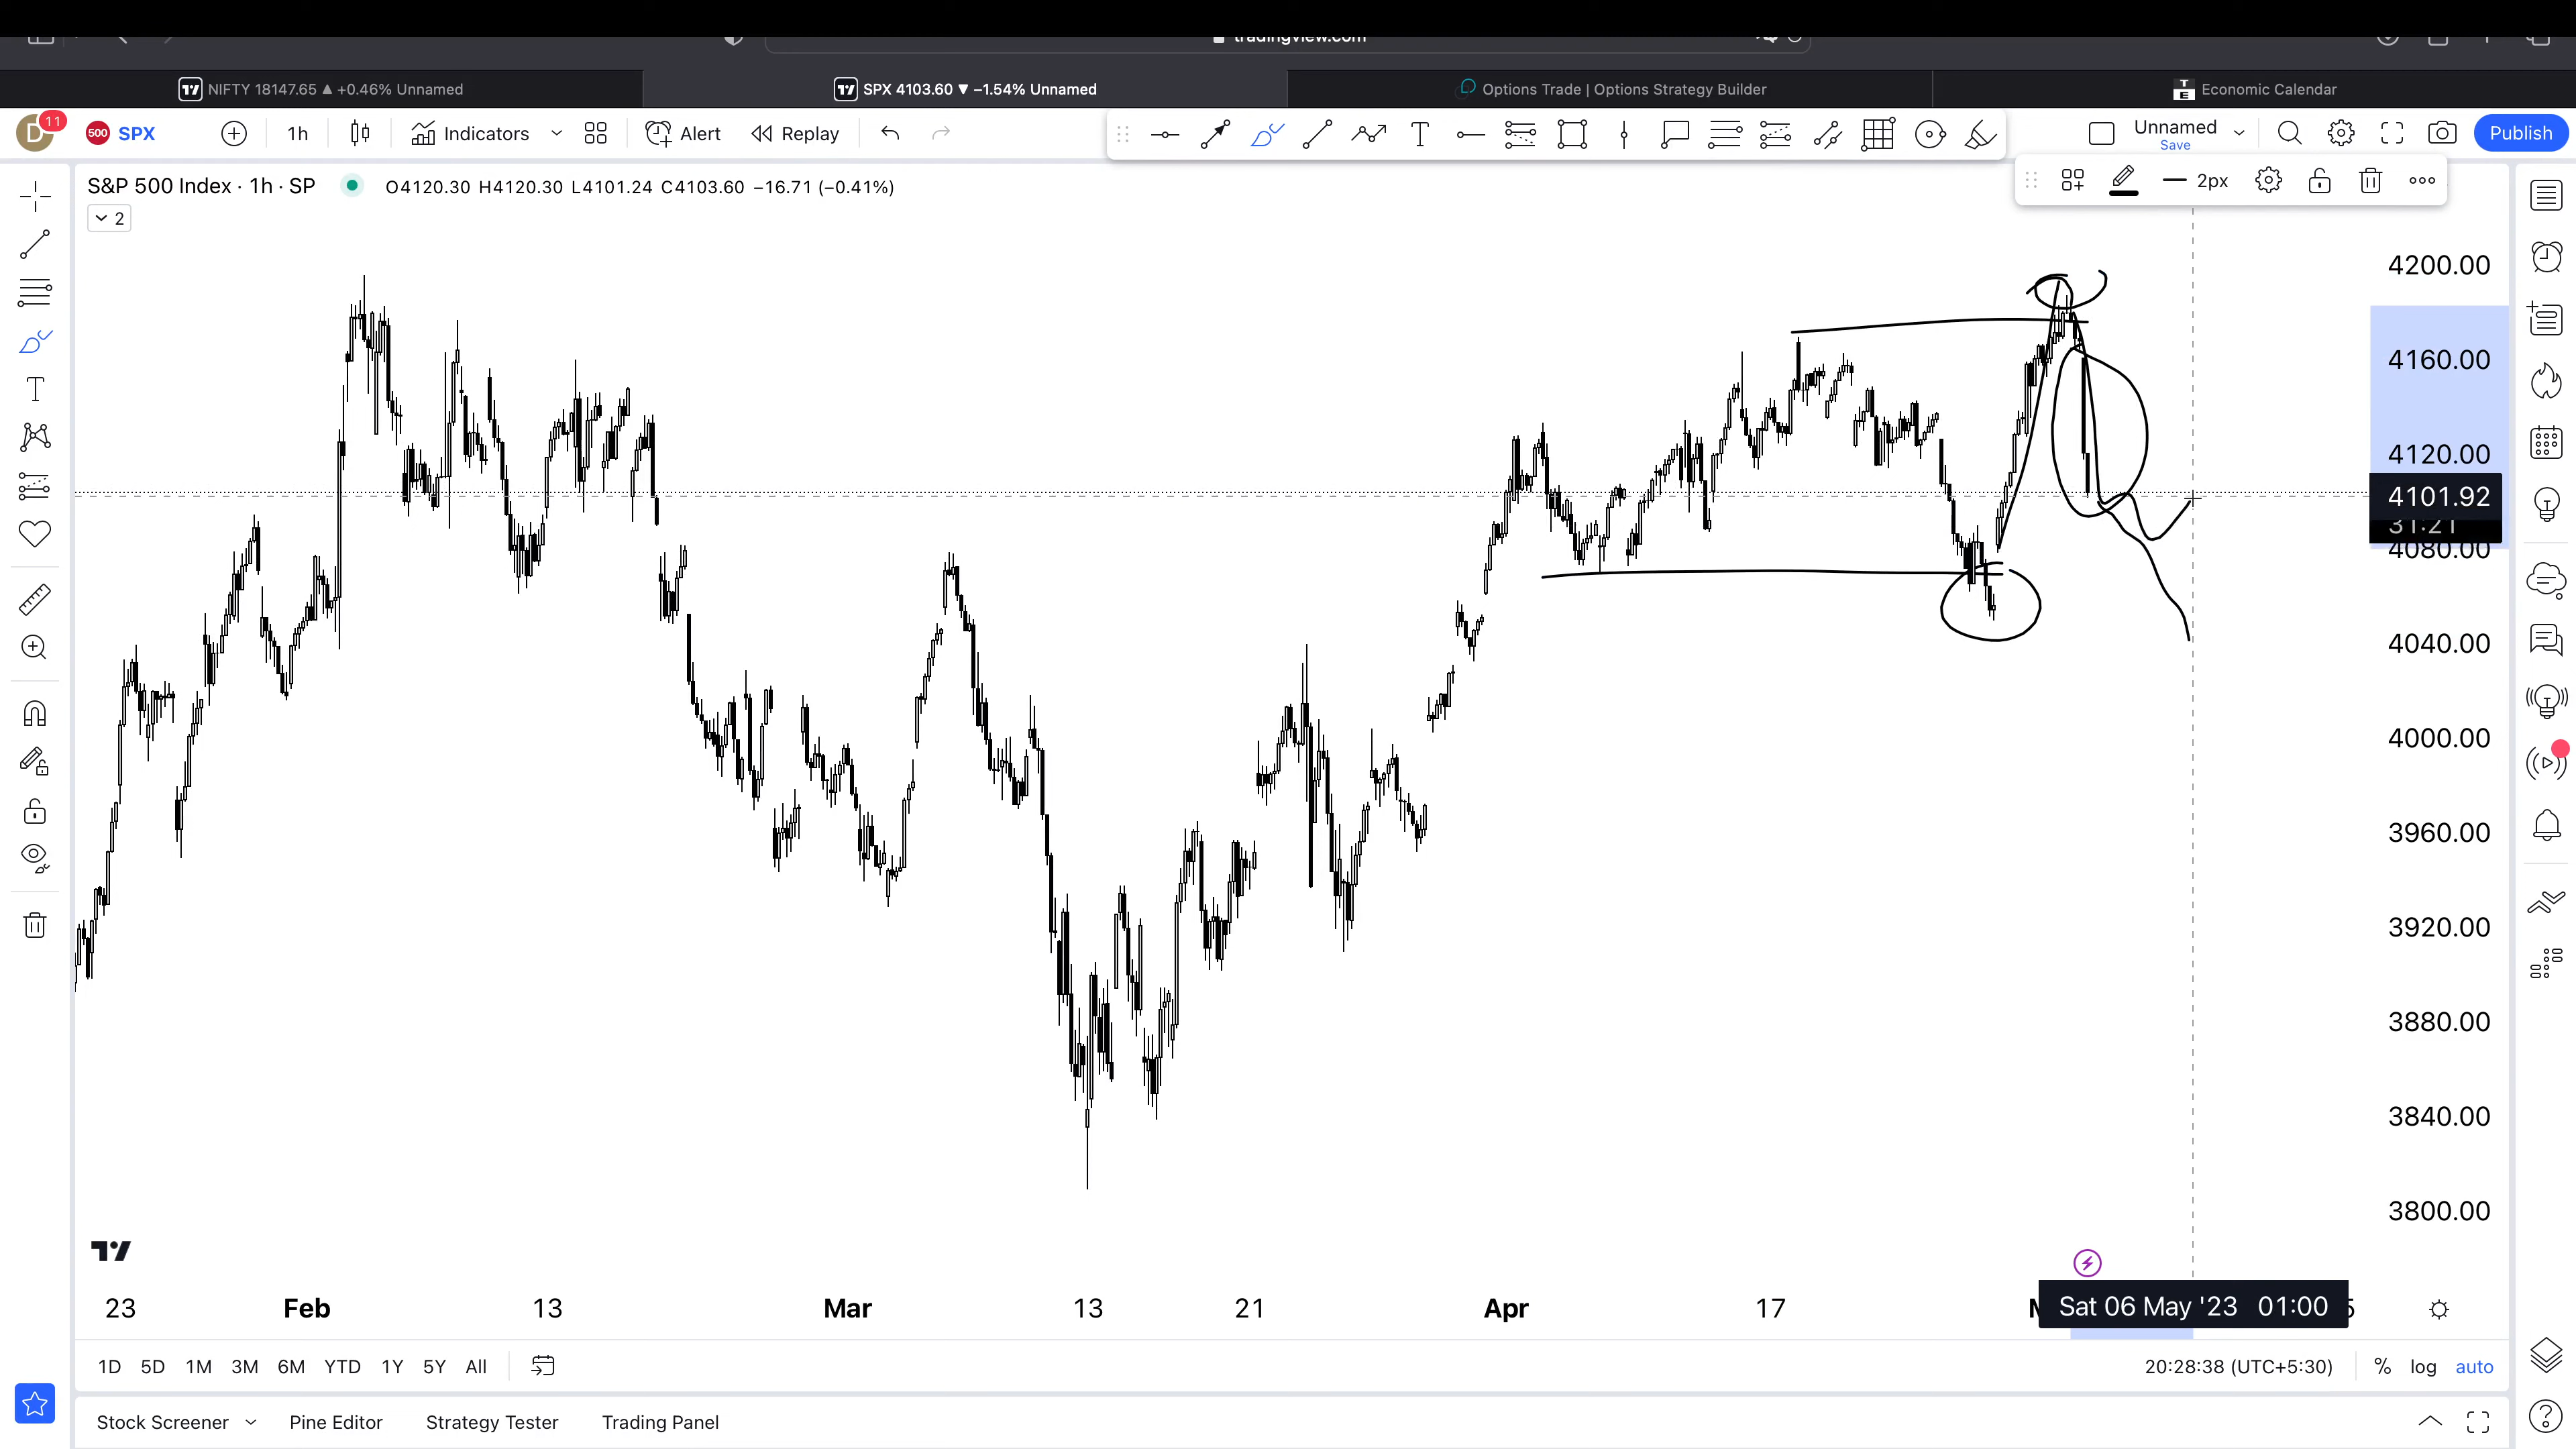 tradingview.com
NIFTY 18147.65 ▲ +0.46% Unnamed
SPX 4103.60 ▼ −1.54% Unnamed
Options Trade | Options Strategy Builder
TE Economic Calendar
D 11 500 SPX 1h Indicators Alert Replay Unnamed Save Publish
S&P 500 Index · 1h · SP O4120.30 H4120.30 L4101.24 C4103.60 −16.71 (−0.41%)
2px
2
4200.00
4160.00
4120.00
4101.92
31:21
4080.00
4040.00
4000.00
3960.00
3920.00
3880.00
3840.00
3800.00
23 Feb 13 Mar 13 21 Apr 17 Sat 06 May '23 01:00
1D 5D 1M 3M 6M YTD 1Y 5Y All 20:28:38 (UTC+5:30) % log auto
Stock Screener Pine Editor Strategy Tester Trading Panel